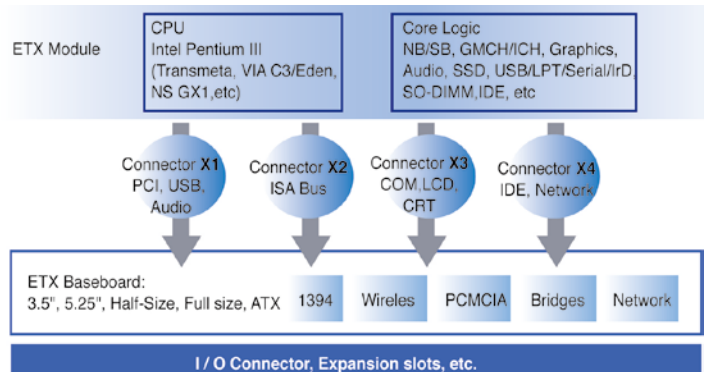 ETX Module
CPU
Intel Pentium III
(Transmeta, VIA C3/Eden,
NS GX1,etc)
Core Logic
NB/SB, GMCH/ICH, Graphics,
Audio, SSD, USB/LPT/Serial/IrD,
SO-DIMM,IDE, etc
Connector X1
PCI, USB,
Audio
Connector X2
ISA Bus
Connector X3
COM,LCD,
CRT
Connector X4
IDE, Network
ETX Baseboard:
3.5", 5.25", Half-Size, Full size, ATX
1394
Wireles
PCMCIA
Bridges
Network
I / O Connector, Expansion slots, etc.